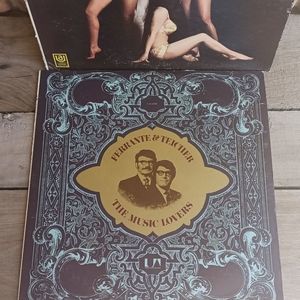 FERRANTE & TEICHER
THE MUSIC LOVERS
UA